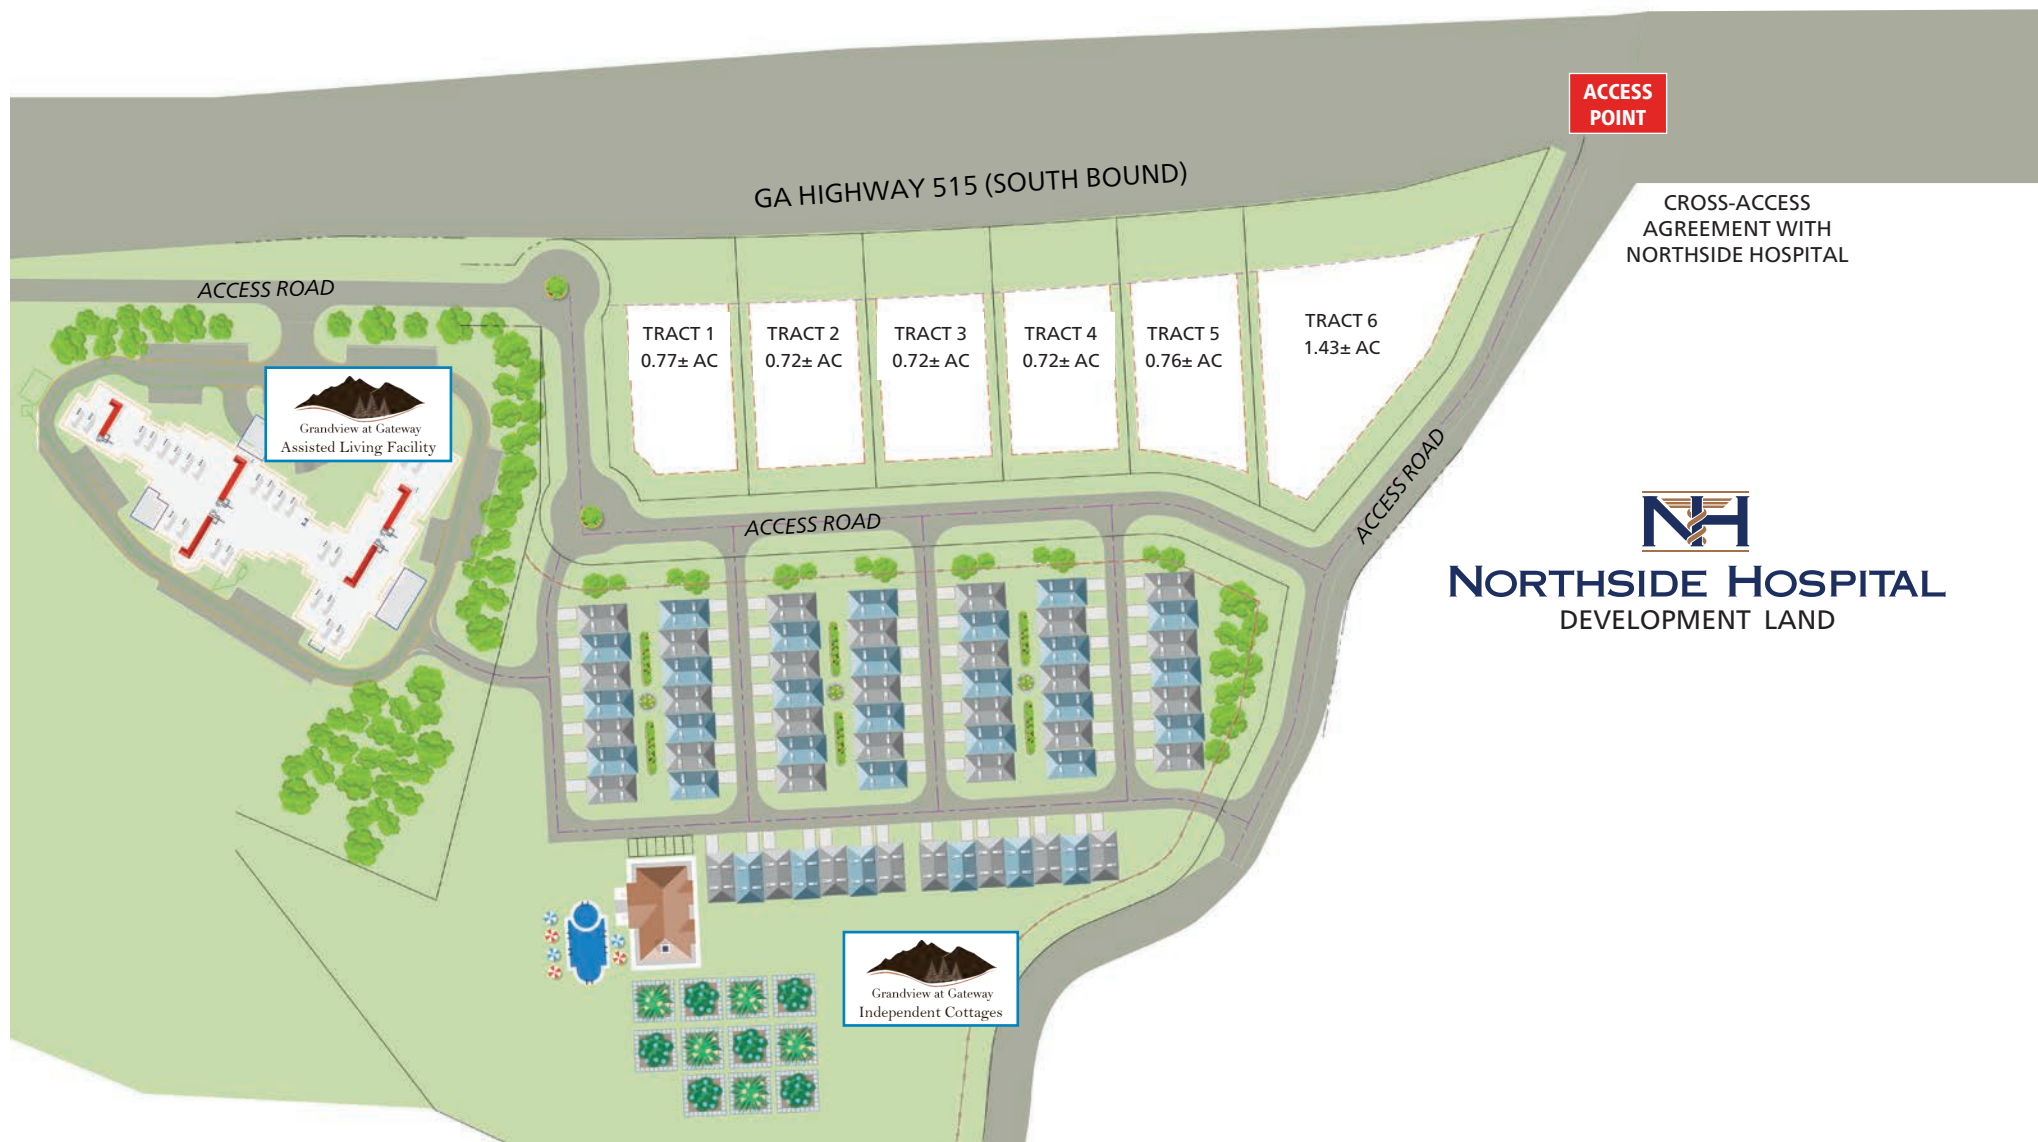 ACCESS
POINT
GA HIGHWAY 515 (SOUTH BOUND)
CROSS-ACCESS
AGREEMENT WITH
NORTHSIDE HOSPITAL
ACCESS ROAD
TRACT 1
0.77± AC
TRACT 2
0.72± AC
TRACT 3
0.72± AC
TRACT 4
0.72± AC
TRACT 5
0.76± AC
TRACT 6
1.43± AC
Grandview at Gateway
Assisted Living Facility
ACCESS ROAD
ACCESS ROAD
NH
NORTHSIDE HOSPITAL
DEVELOPMENT LAND
Grandview at Gateway
Independent Cottages